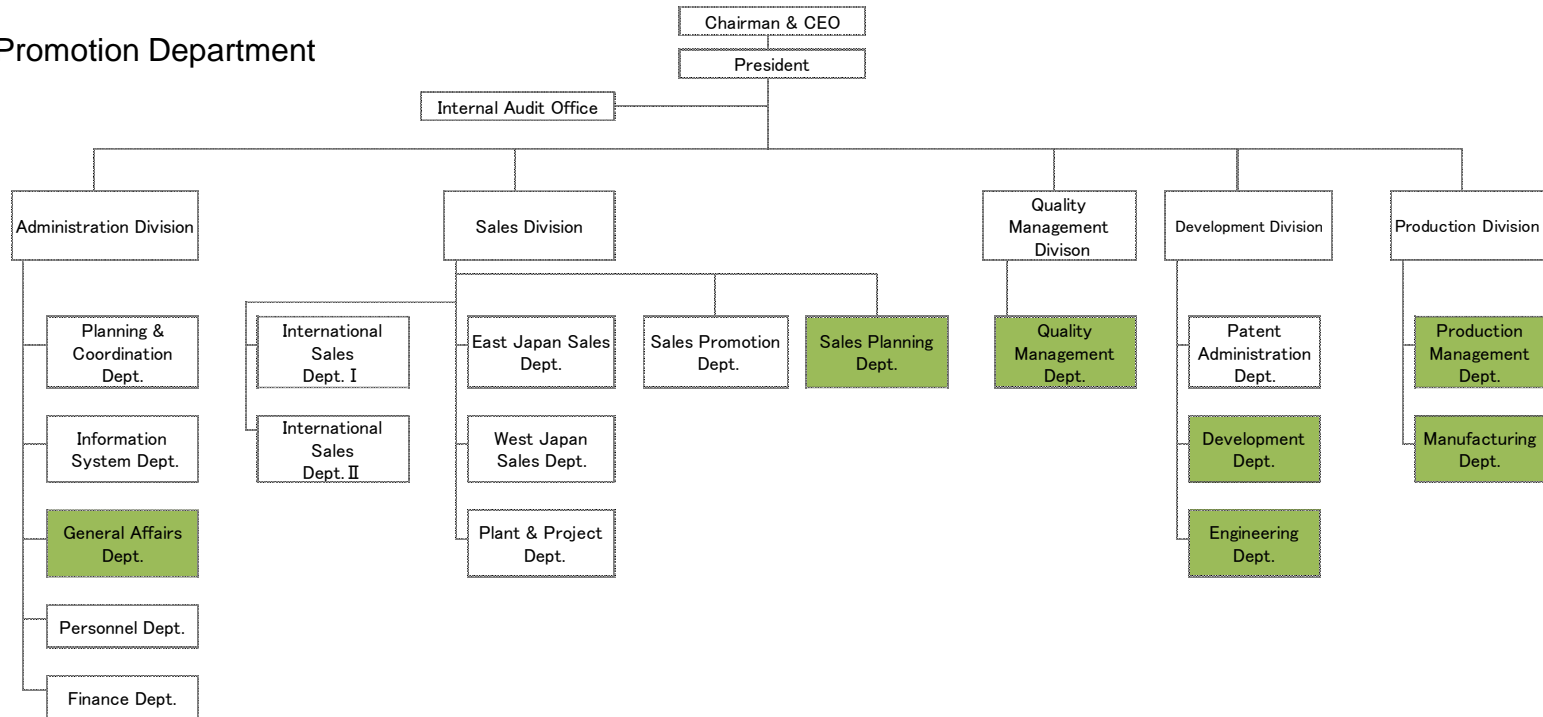 Promotion Department
Chairman & CEO
President
Internal Audit Office
Administration Division
Sales Division
Quality
Management
Divison
Development Division
Production Division
Planning &
Coordination
Dept.
International
Sales
Dept. I
East Japan Sales
Dept.
Sales Promotion
Dept.
Sales Planning
Dept.
Quality
Management
Dept.
Patent
Administration
Dept.
Production
Management
Dept.
Information
System Dept.
International
Sales
Dept. Ⅱ
West Japan
Sales Dept.
Development
Dept.
Manufacturing
Dept.
General Affairs
Dept.
Plant & Project
Dept.
Engineering
Dept.
Personnel Dept.
Finance Dept.